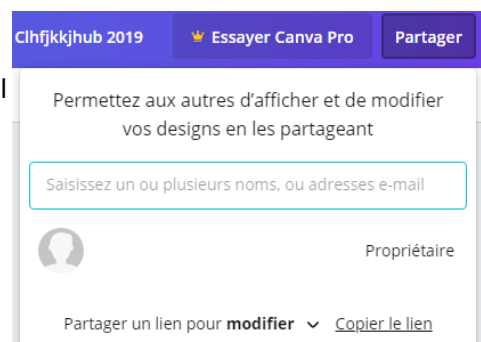 Clhfjkkjhub 2019 Essayer Canva Pro Partager
l
Permettez aux autres d’afficher et de modifier
vos designs en les partageant
Saisissez un ou plusieurs noms, ou adresses e-mail
Propriétaire
Partager un lien pour modifier Copier le lien